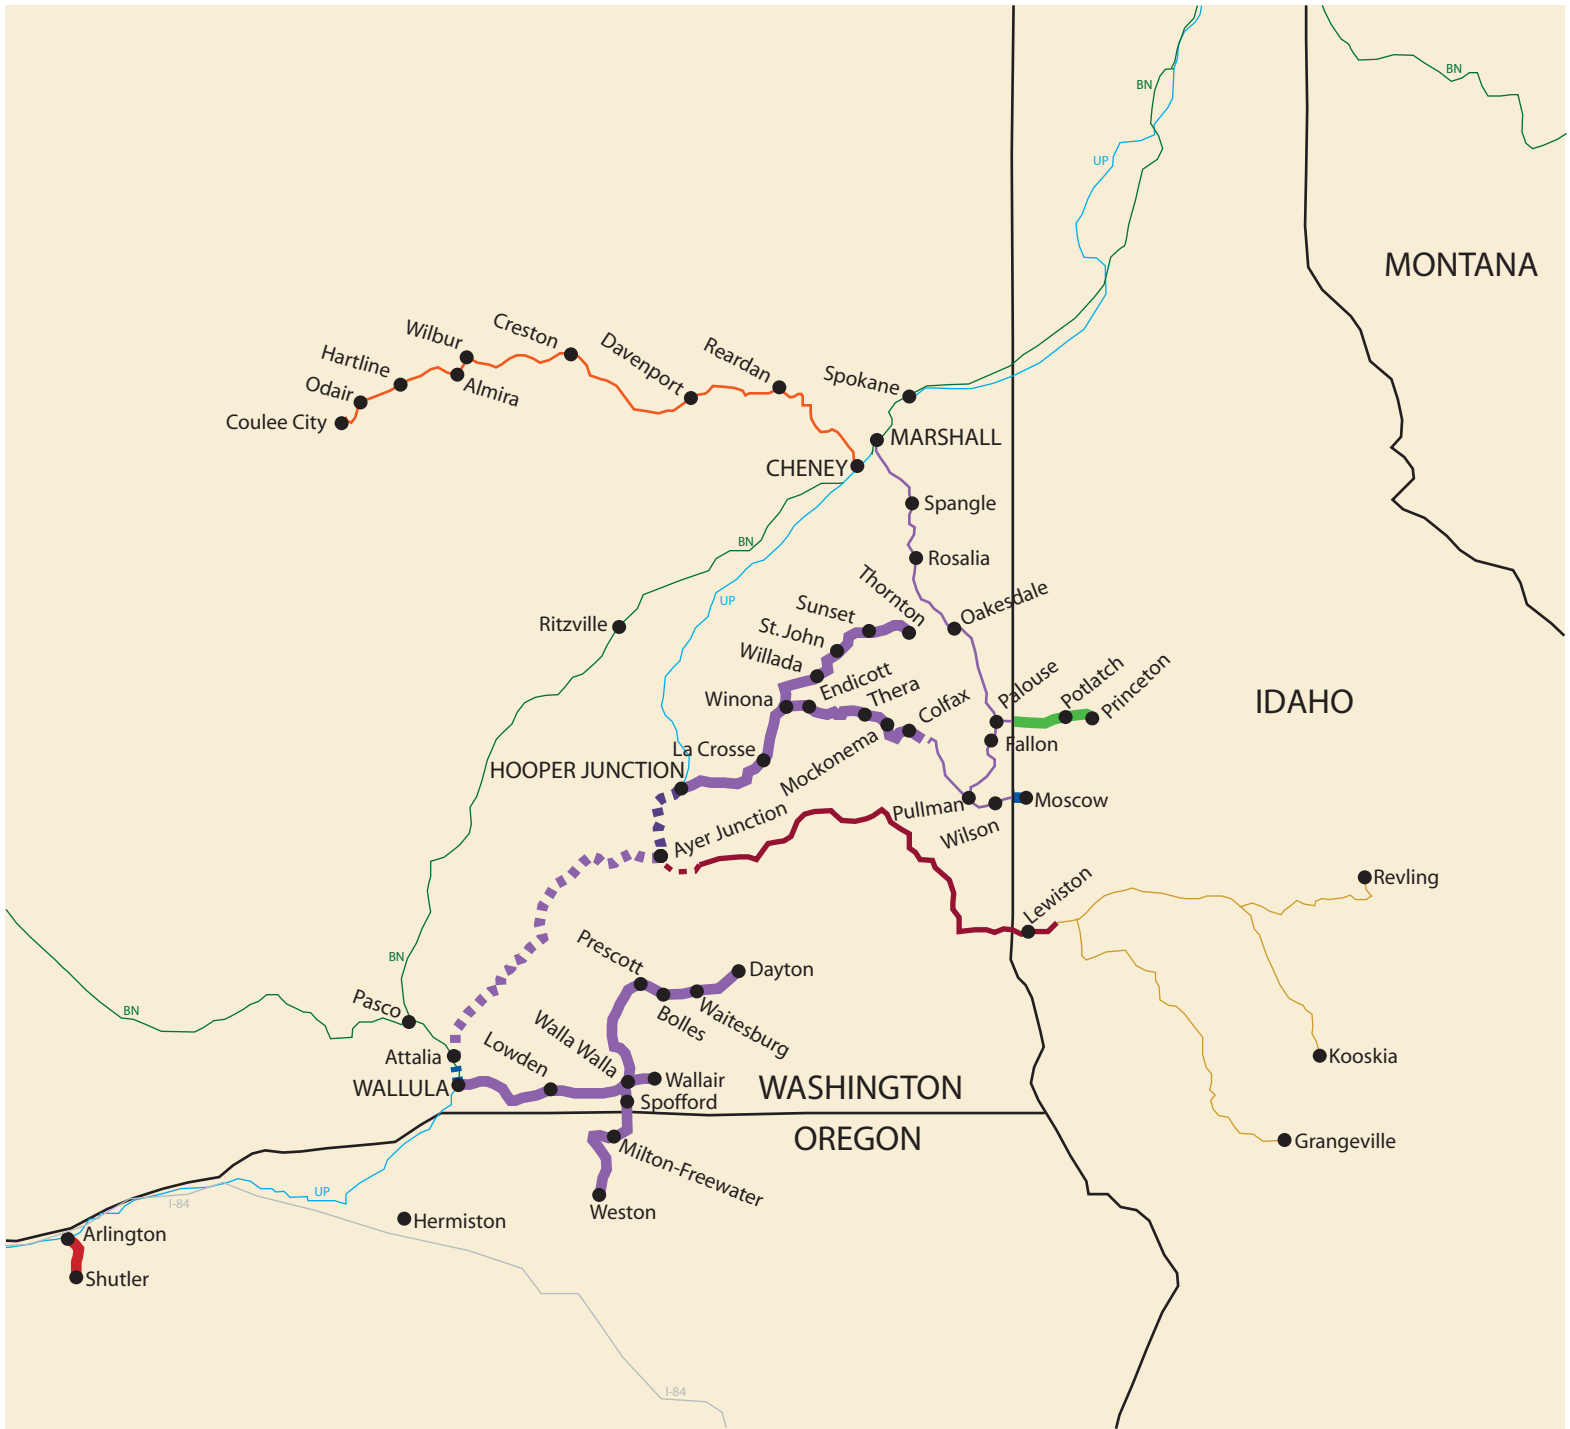 BN
BN
UP
MONTANA
Creston
Wilbur
Davenport
Reardan
Hartline
Spokane
Odair
Almira
Coulee City
MARSHALL
CHENEY
Spangle
BN
Rosalia
Thornton
UP
Oakesdale
Sunset
Ritzville
St. John
Willada
Endicott
Palouse
Potlatch
Princeton
Winona
Thera
Colfax
IDAHO
La Crosse
Fallon
HOOPER JUNCTION
Mockonema
Pullman
Moscow
Wilson
Ayer Junction
Revling
Lewiston
Prescott
BN
Dayton
Pasco
BN
Bolles
Waitesburg
Walla Walla
Lowden
Attalia
Kooskia
WALLULA
Wallair
WASHINGTON
Spofford
OREGON
Grangeville
Milton-Freewater
UP
I-84
Weston
Hermiston
Arlington
Shutler
I-84